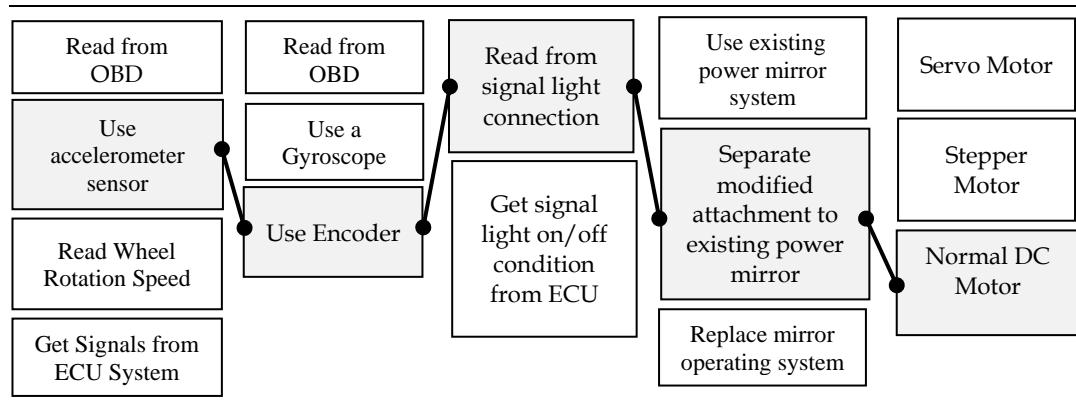 Read from
OBD
Use
accelerometer
sensor
Read Wheel
Rotation Speed
Get Signals from
ECU System
Read from
OBD
Use a
Gyroscope
Use Encoder
Read from
signal light
connection
Get signal
light on/off
condition
from ECU
Use existing
power mirror
system
Separate
modified
attachment to
existing power
mirror
Replace mirror
operating system
Servo Motor
Stepper
Motor
Normal DC
Motor